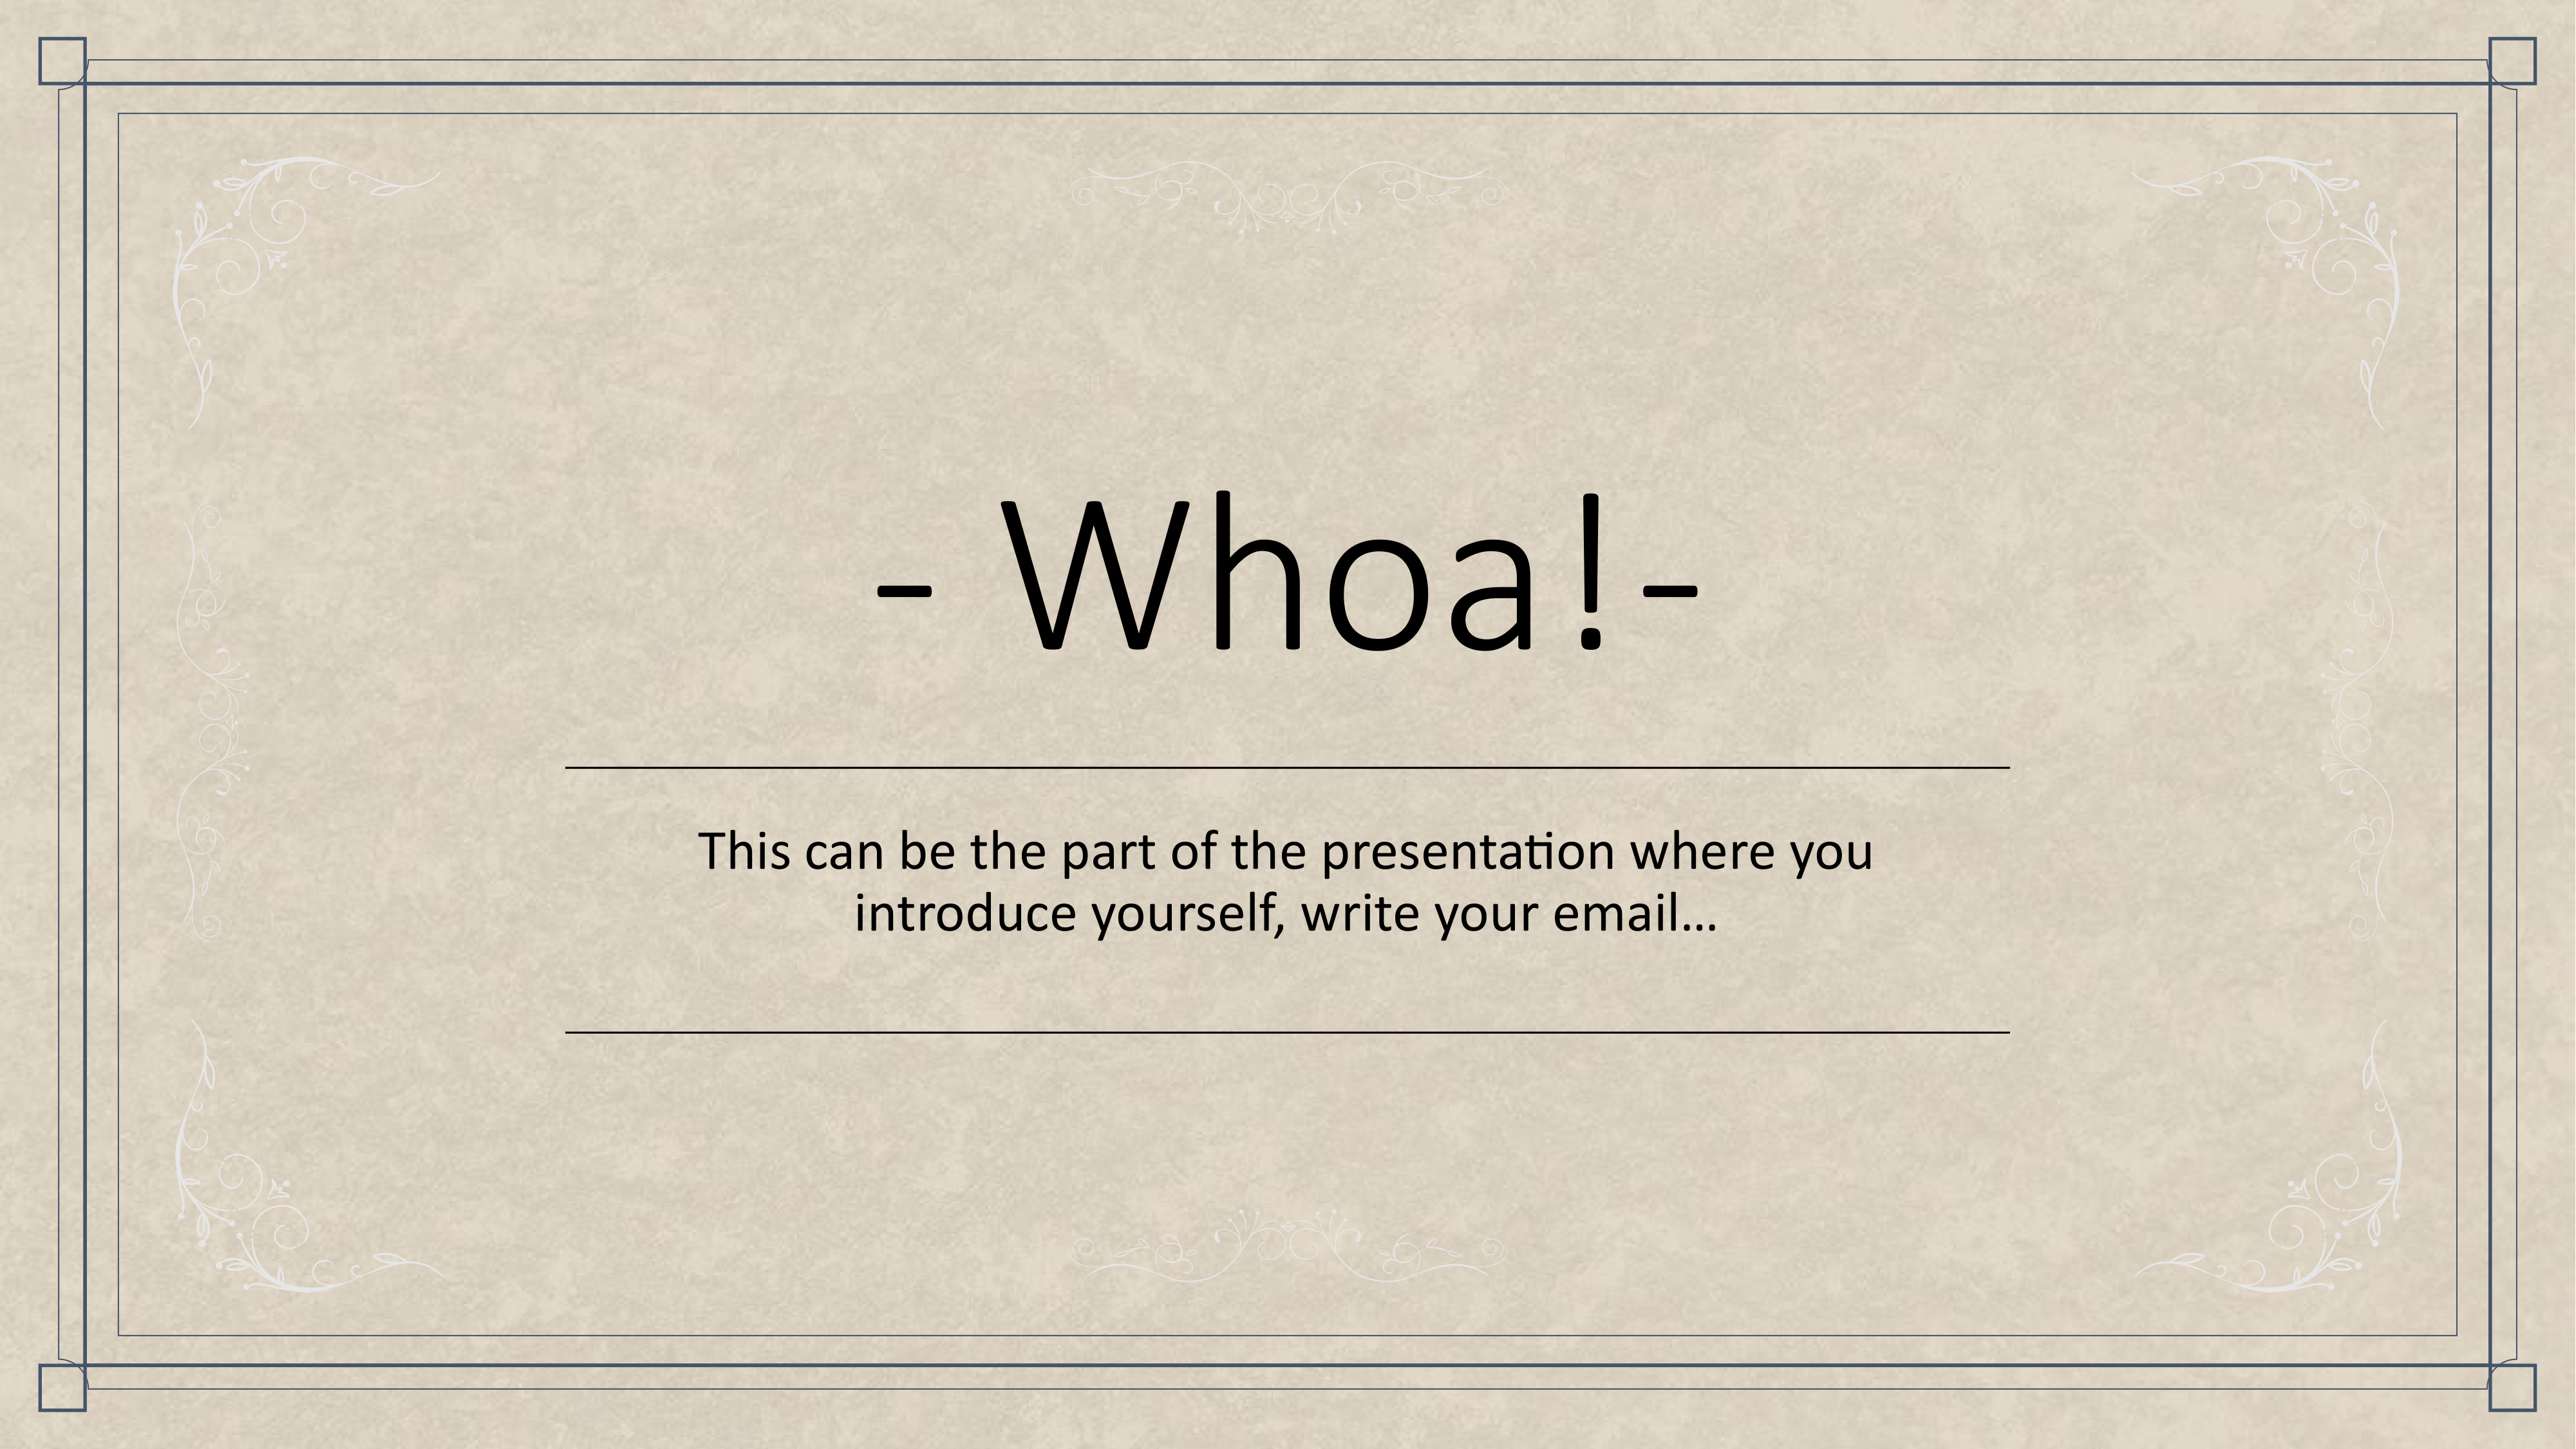 - Whoa!-
This can be the part of the presentation where you
introduce yourself, write your email…